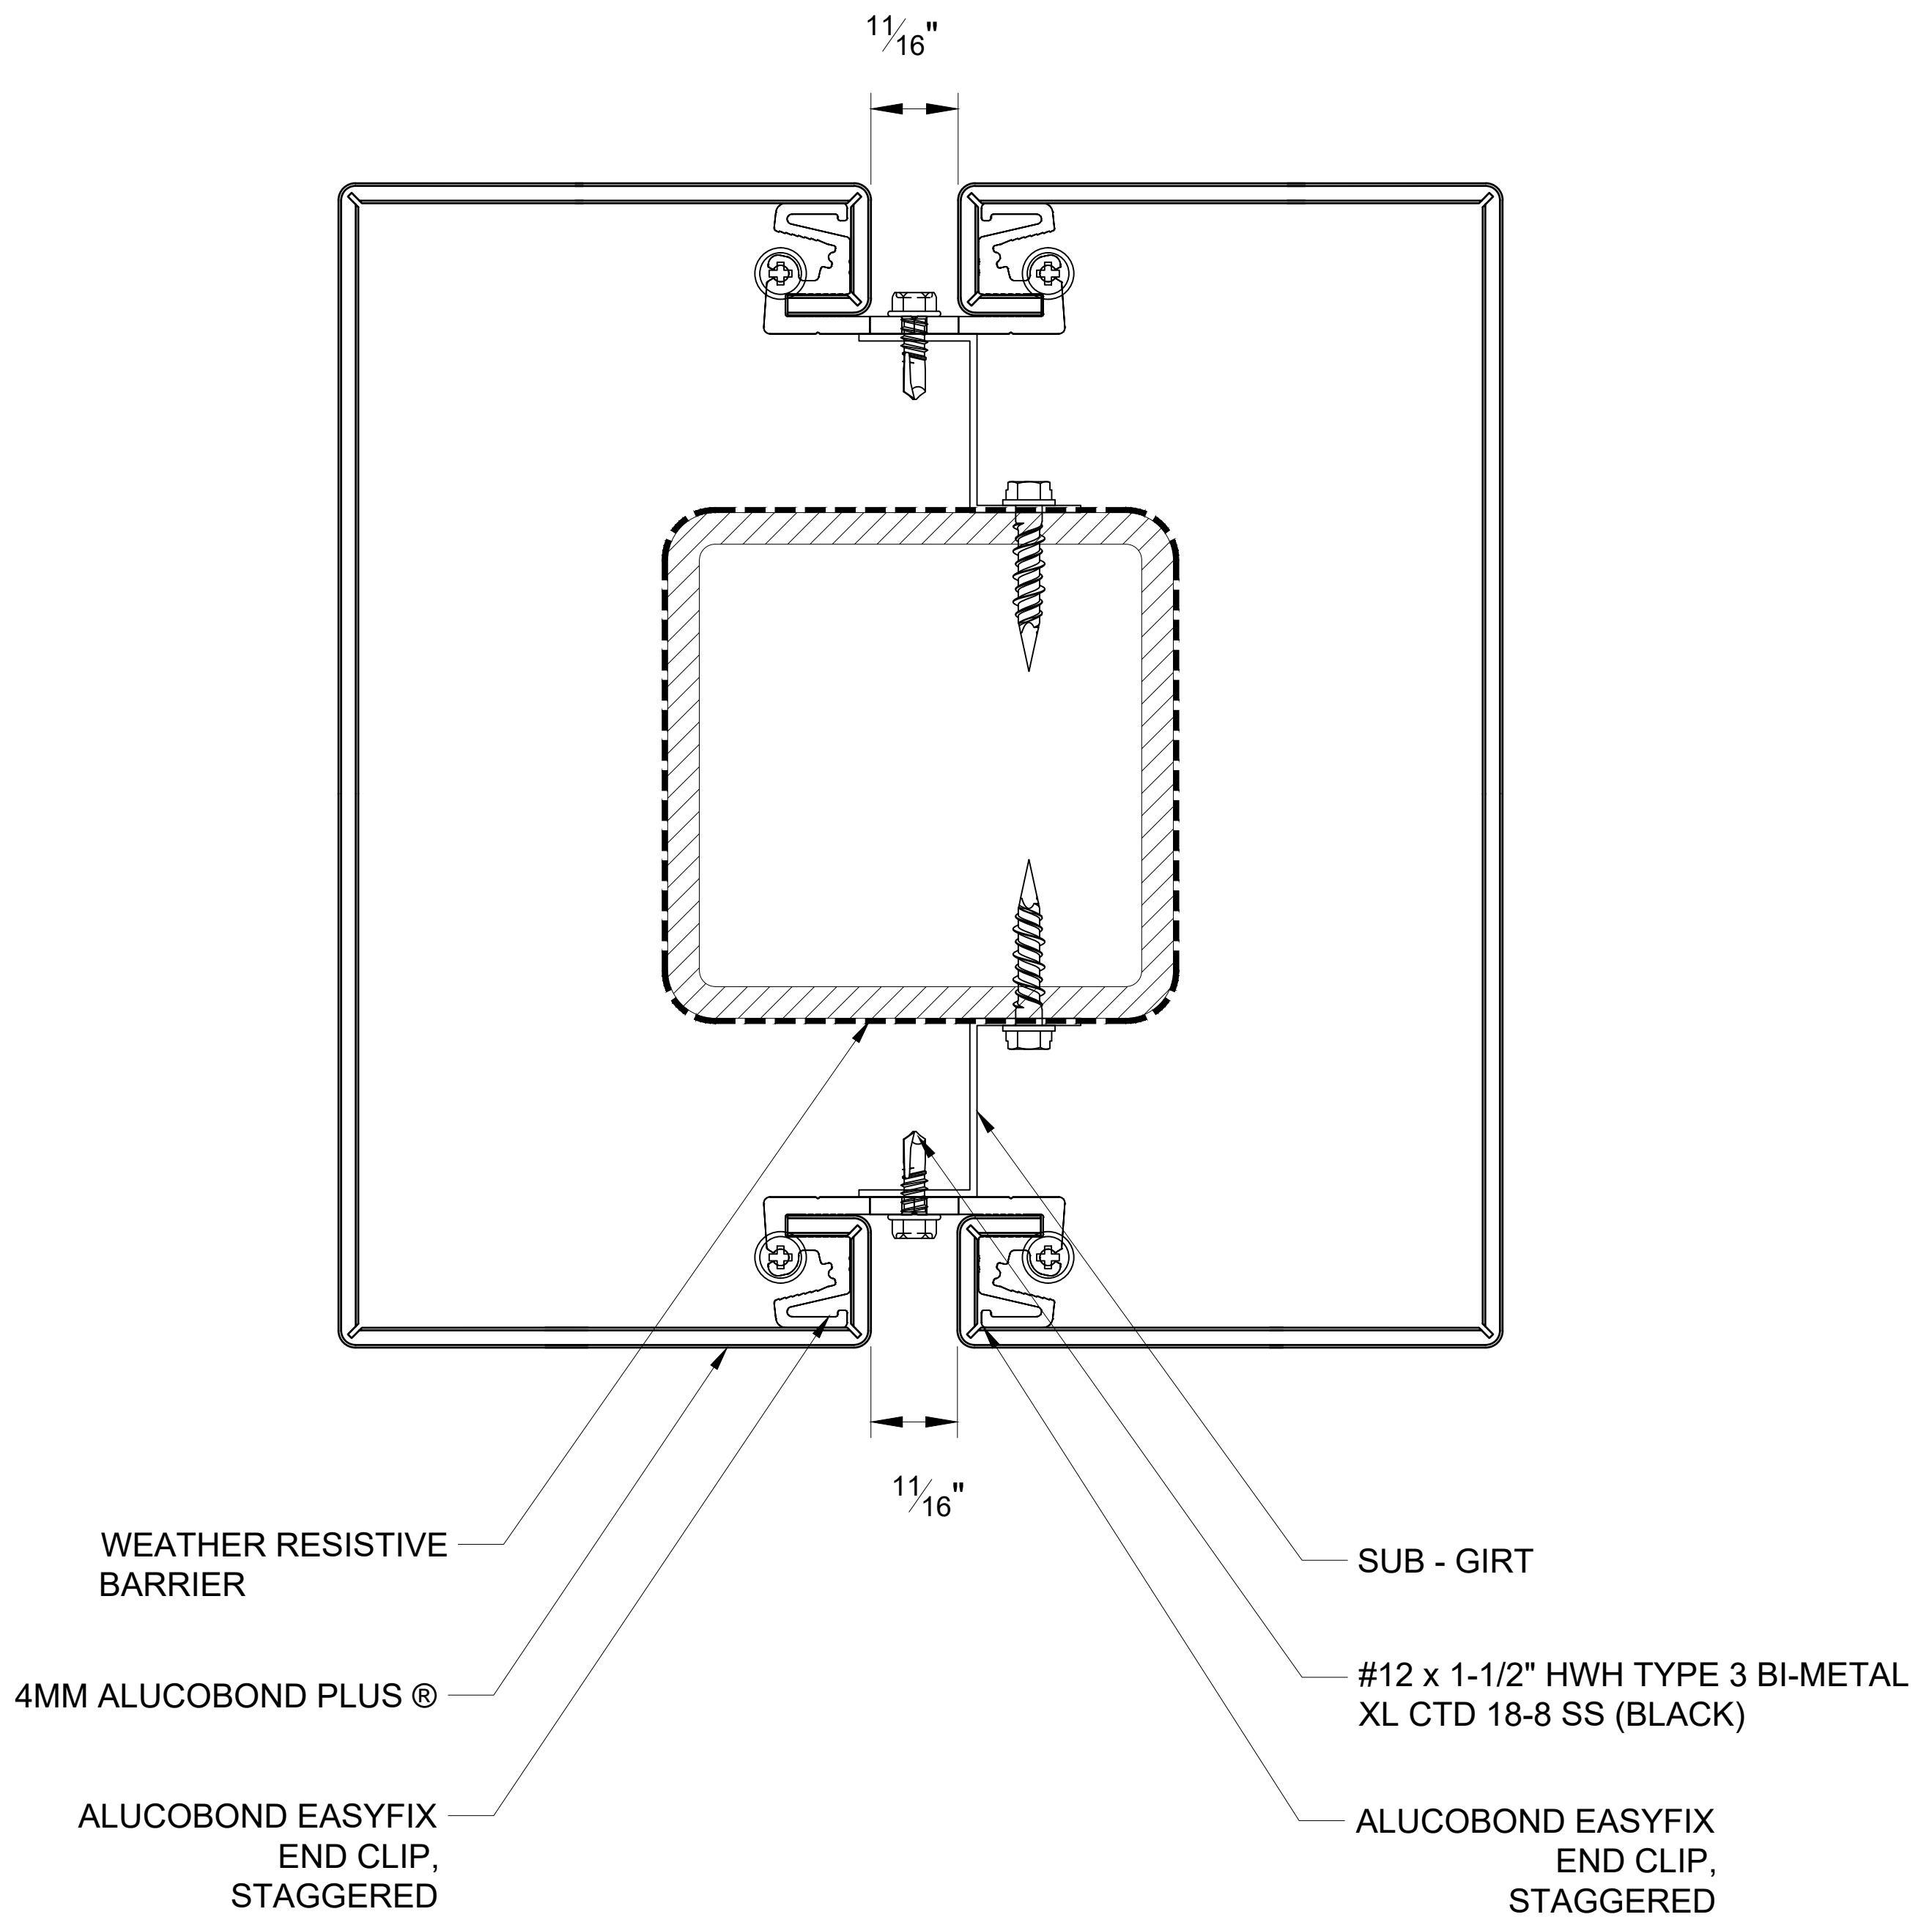 11/16"
11/16"
WEATHER RESISTIVE
BARRIER
SUB - GIRT
4MM ALUCOBOND PLUS ®
#12 x 1-1/2" HWH TYPE 3 BI-METAL
XL CTD 18-8 SS (BLACK)
ALUCOBOND EASYFIX
END CLIP,
STAGGERED
ALUCOBOND EASYFIX
END CLIP,
STAGGERED